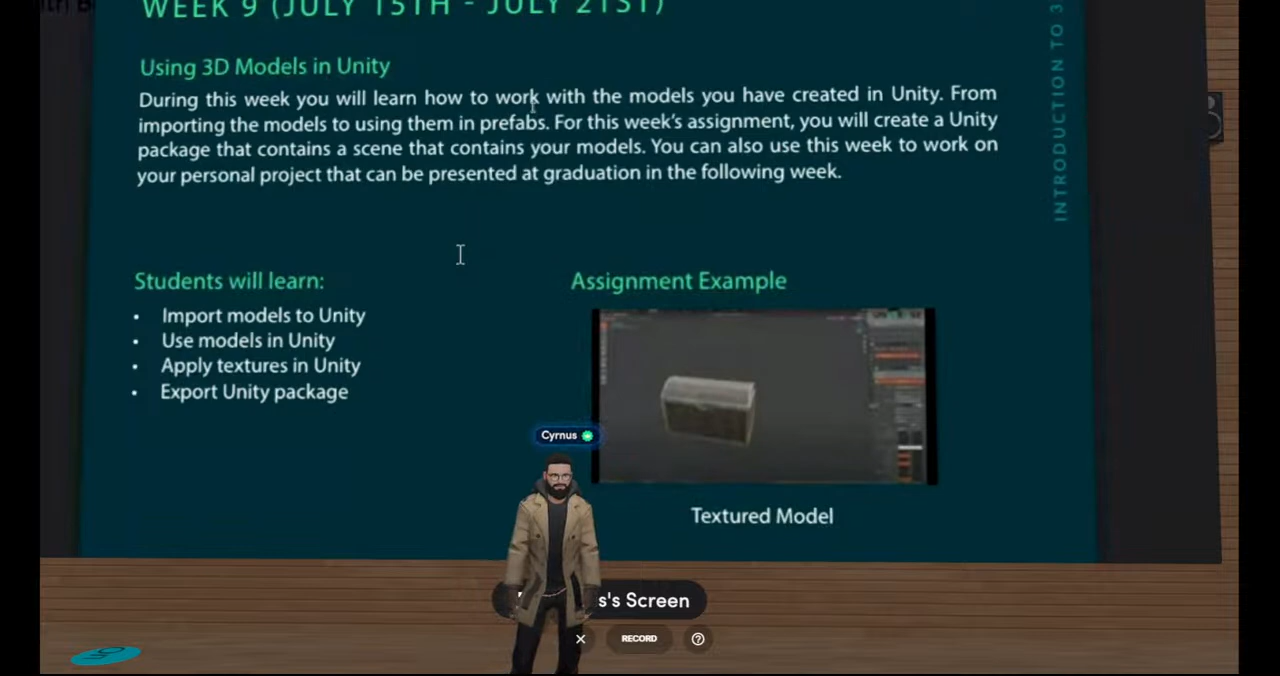 WEEK 9 (JULY 15TH - JULY 21ST)
INTRODUCTION TO 3
Using 3D Models in Unity
During this week you will learn how to work with the models you have created in Unity. From
importing the models to using them in prefabs. For this week's assignment, you will create a Unity
package that contains a scene that contains your models. You can also use this week to work on
your personal project that can be presented at graduation in the following week.
Students will learn:
• Import models to Unity
• Use models in Unity
• Apply textures in Unity
• Export Unity package
Assignment Example
Textured Model
Cyrnus
s's Screen
RECORD